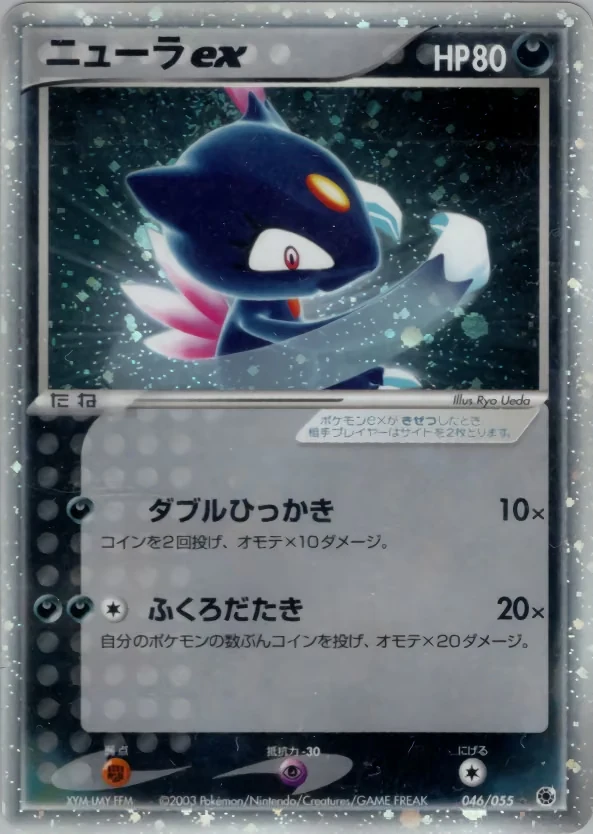 ニューラex HP80
たね Illus. Ryo Ueda
ポケモンexがきぜつしたとき
相手プレイヤーはサイドを2枚とります。
ダブルひっかき 10×
コインを2回投げ、オモテ×10ダメージ。
ふくろだたき 20×
自分のポケモンの数ぶんコインを投げ、オモテ×20ダメージ。
弱点 抵抗力 -30 にげる
XYM UMY FFM ©2003 Pokémon/Nintendo/Creatures/GAME FREAK 046/055